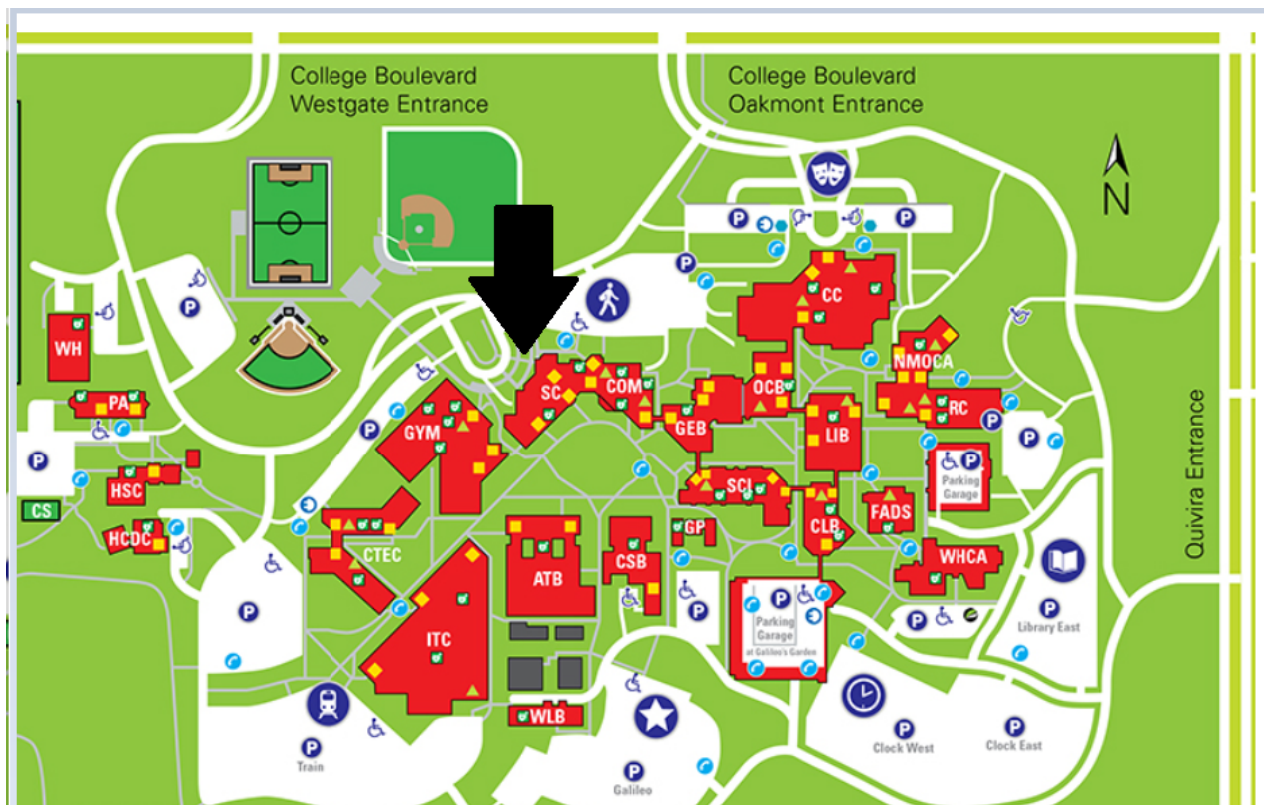 College Boulevard
Westgate Entrance
College Boulevard
Oakmont Entrance
N
P
P
P
P
CC
WH
NMOCA
PA
SC
COM
OCB
RC
P
P
GYM
GEB
LIB
P
P
P
Parking
Garage
HSC
SCI
CS
FADS
Quivira Entrance
HCDC
GP
CLB
CTEC
ATB
CSB
WHCA
P
P
P
P
P
Parking
Garage
at Galileo's Garden
Library East
ITC
WLB
P
Train
P
Clock West
P
Clock East
P
Galileo